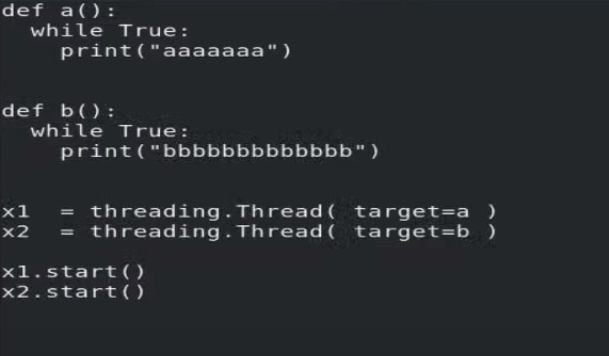 def a():
  while True:
    print("aaaaaaa")
def b():
  while True:
    print("bbbbbbbbbbbbb")
x1  = threading.Thread( target=a )
x2  = threading.Thread( target=b )
x1.start()
x2.start()